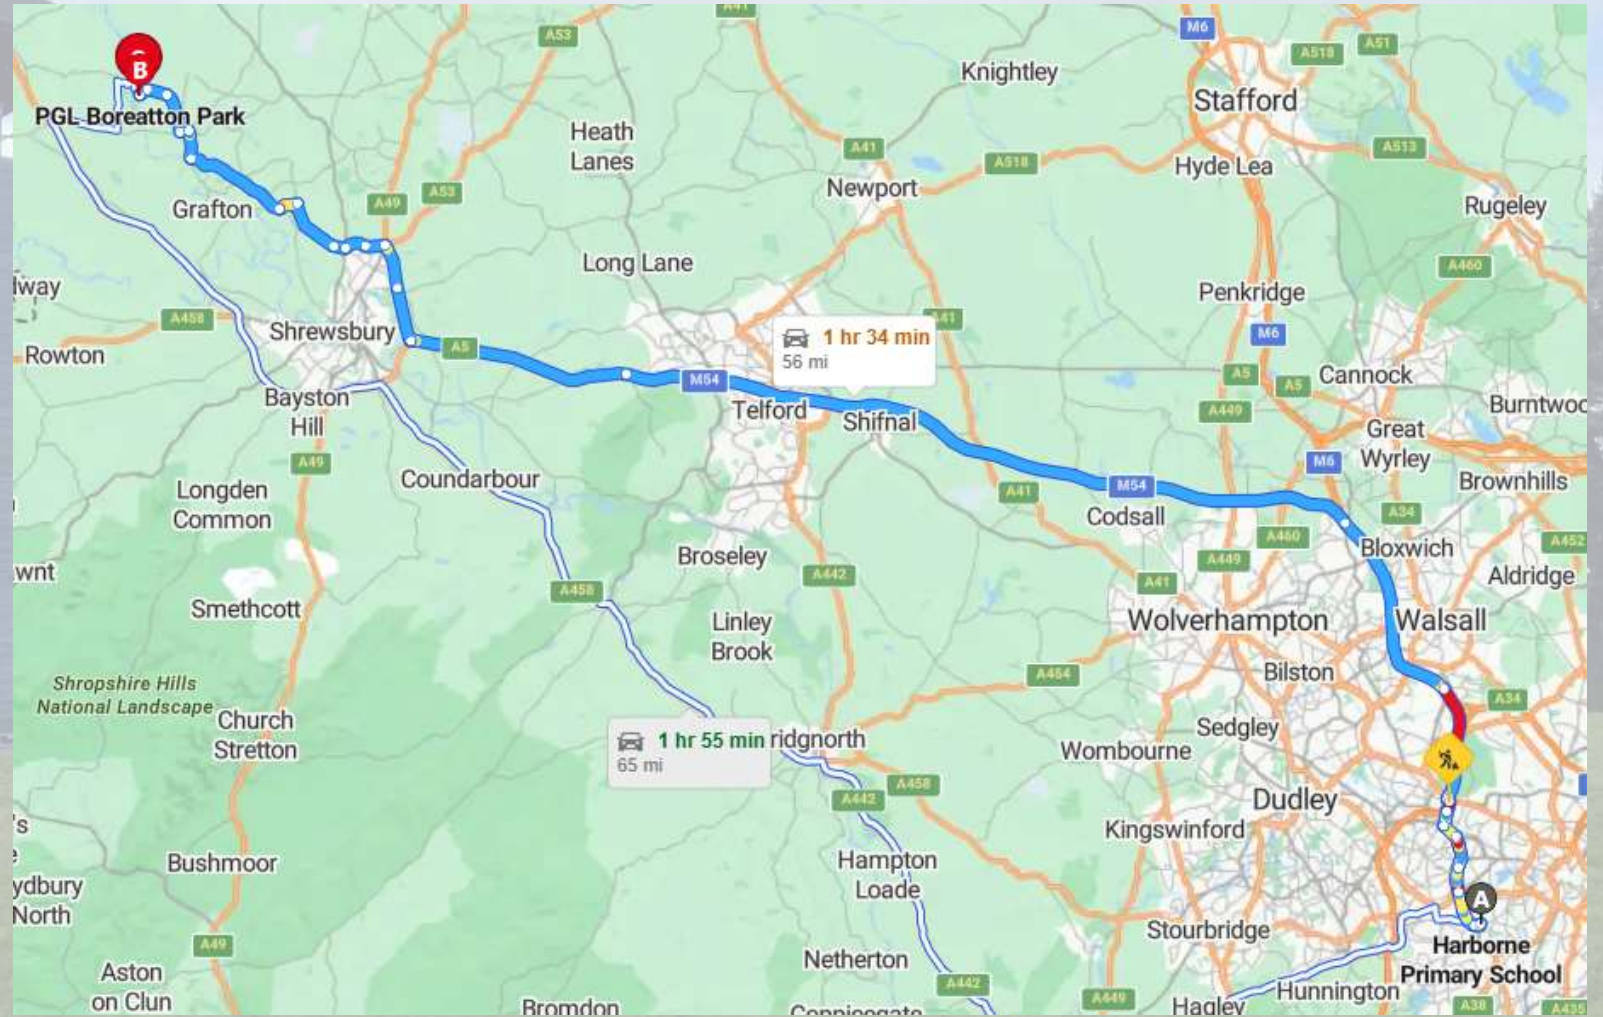 A41
A53
M6
A518
A51
Knightley
Stafford
B
PGL Boreatton Park
Heath
Lanes
A41
A518
A513
Hyde Lea
Newport
A49
A53
Grafton
Rugeley
Long Lane
A460
lway
Penkridge
A458
Shrewsbury
A41
M6
1 hr 34 min
56 mi
Rowton
A5
M54
A5
A5
Cannock
Bayston
Hill
Telford
Shifnal
A449
Burntwoo
Great
Wyrley
A49
M6
Coundarbour
Longden
Common
A41
M54
Brownhills
Codsall
A34
A460
Bloxwich
A452
wnt
Broseley
A442
A449
A41
Aldridge
A458
Smethcott
Linley
Brook
Wolverhampton
Walsall
A454
Bilston
Shropshire Hills
National Landscape
A34
Church
Stretton
Sedgley
1 hr 55 min
65 mi
ridgnorth
Wombourne
A458
A442
Dudley
's
Kingswinford
Bushmoor
Hampton
Loade
ydbury
North
A
A49
Stourbridge
Harborne
Primary School
Netherton
Aston
on Clun
A442
A449
Hunnington
Hagley
A38
A435
Bromdon